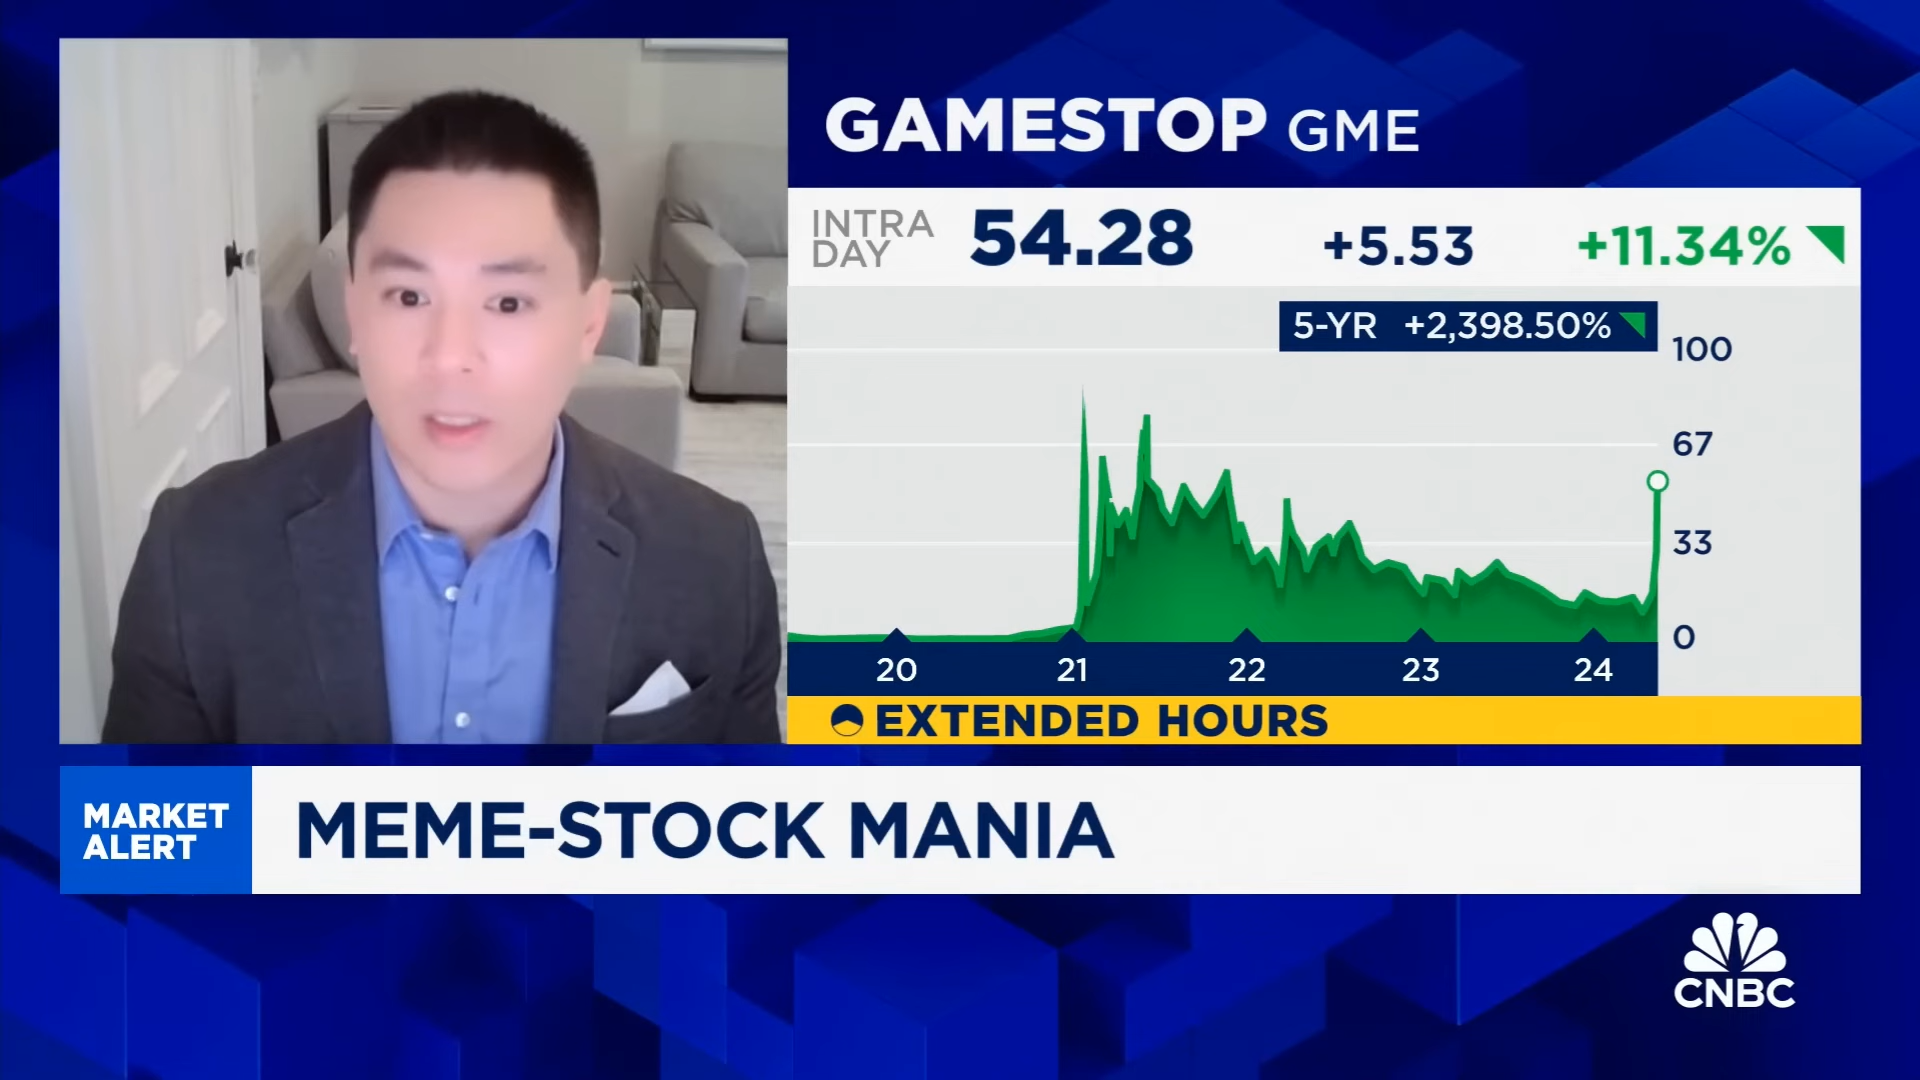 GAMESTOP GME
INTRA
DAY
54.28 +5.53 +11.34%
5-YR +2,398.50%
100
67
33
0
20 21 22 23 24
EXTENDED HOURS
MARKET
ALERT
MEME-STOCK MANIA
CNBC